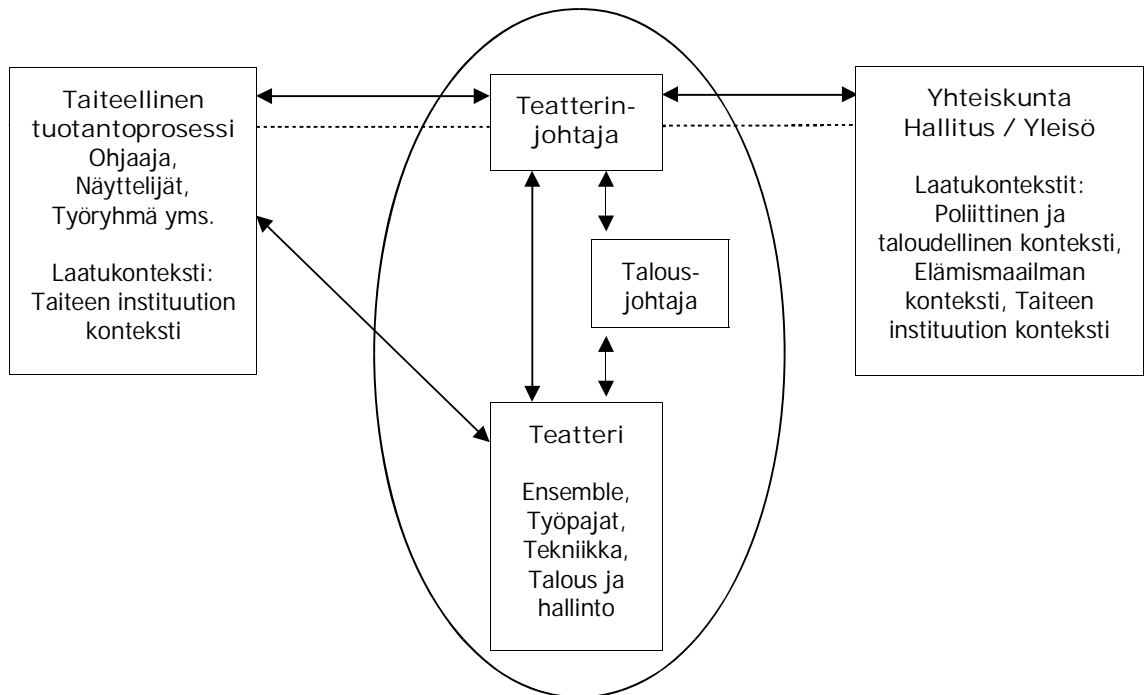 Taiteellinen
tuotantoprosessi
Ohjaaja,
Näyttelijät,
Työryhmä yms.
Laatukonteksti:
Taiteen instituution
konteksti
Teatterin-
johtaja
Talous-
johtaja
Teatteri
Ensemble,
Työpajat,
Tekniikka,
Talous ja
hallinto
Yhteiskunta
Hallitus / Yleisö
Laatukontekstit:
Poliittinen ja
taloudellinen konteksti,
Elämismaailman
konteksti, Taiteen
instituution konteksti